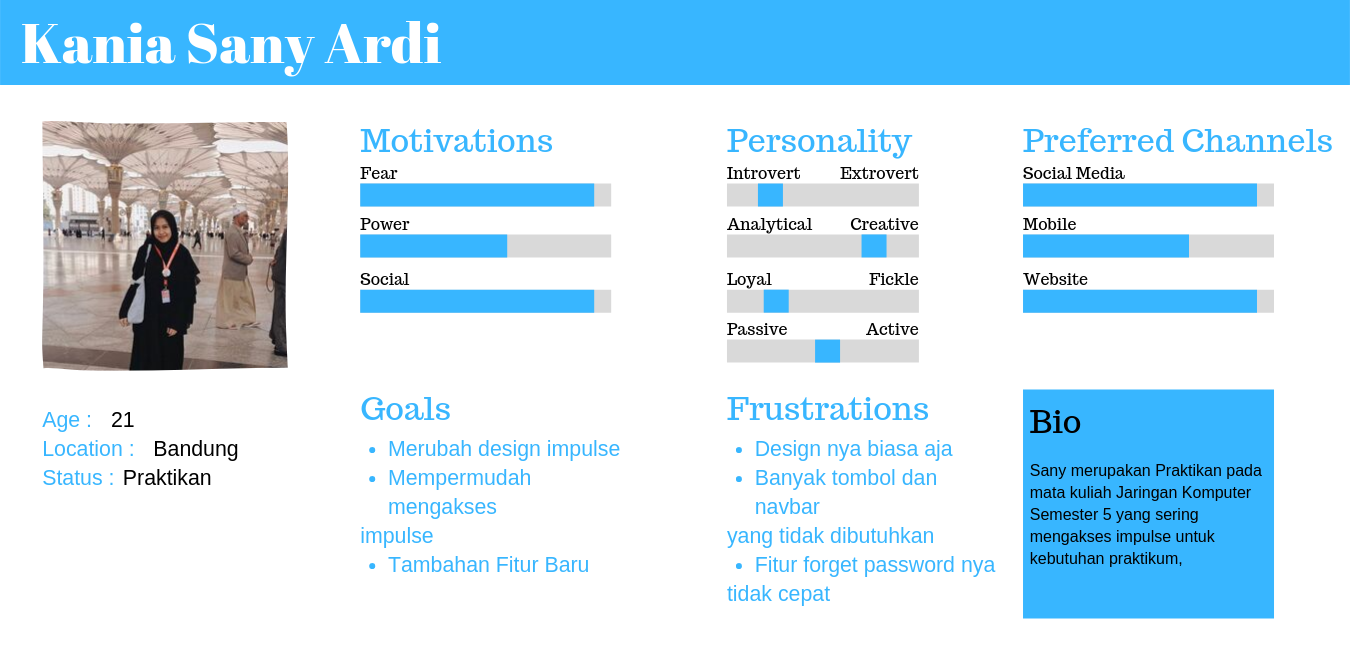 Kania Sany Ardi
Age : 21
Location : Bandung
Status : Praktikan
Motivations
Fear
Power
Social
Personality
Introvert Extrovert
Analytical Creative
Loyal Fickle
Passive Active
Preferred Channels
Social Media
Mobile
Website
Goals
• Merubah design impulse
• Mempermudah
mengakses
impulse
• Tambahan Fitur Baru
Frustrations
• Design nya biasa aja
• Banyak tombol dan
navbar
yang tidak dibutuhkan
• Fitur forget password nya
tidak cepat
Bio
Sany merupakan Praktikan pada
mata kuliah Jaringan Komputer
Semester 5 yang sering
mengakses impulse untuk
kebutuhan praktikum,